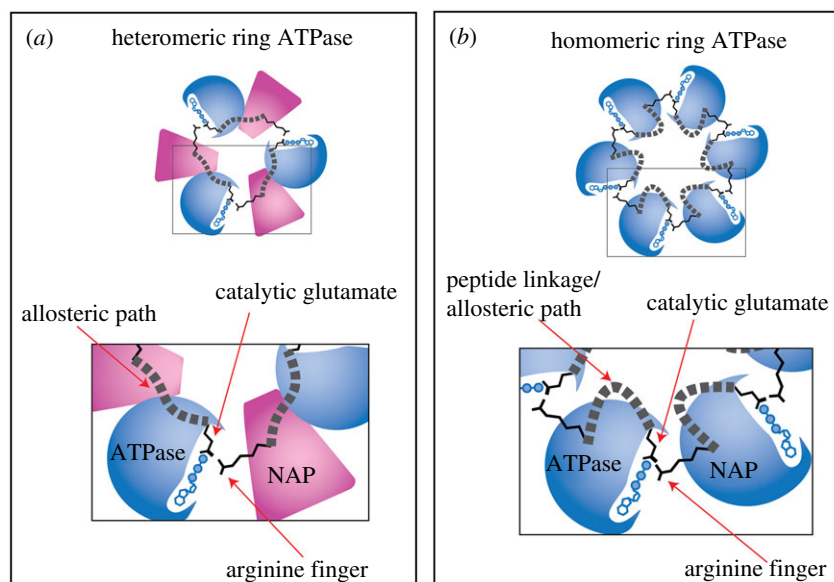 (a) heteromeric ring ATPase
allosteric path
catalytic glutamate
ATPase
NAP
arginine finger
(b) homomeric ring ATPase
peptide linkage/
allosteric path
catalytic glutamate
ATPase
NAP
arginine finger